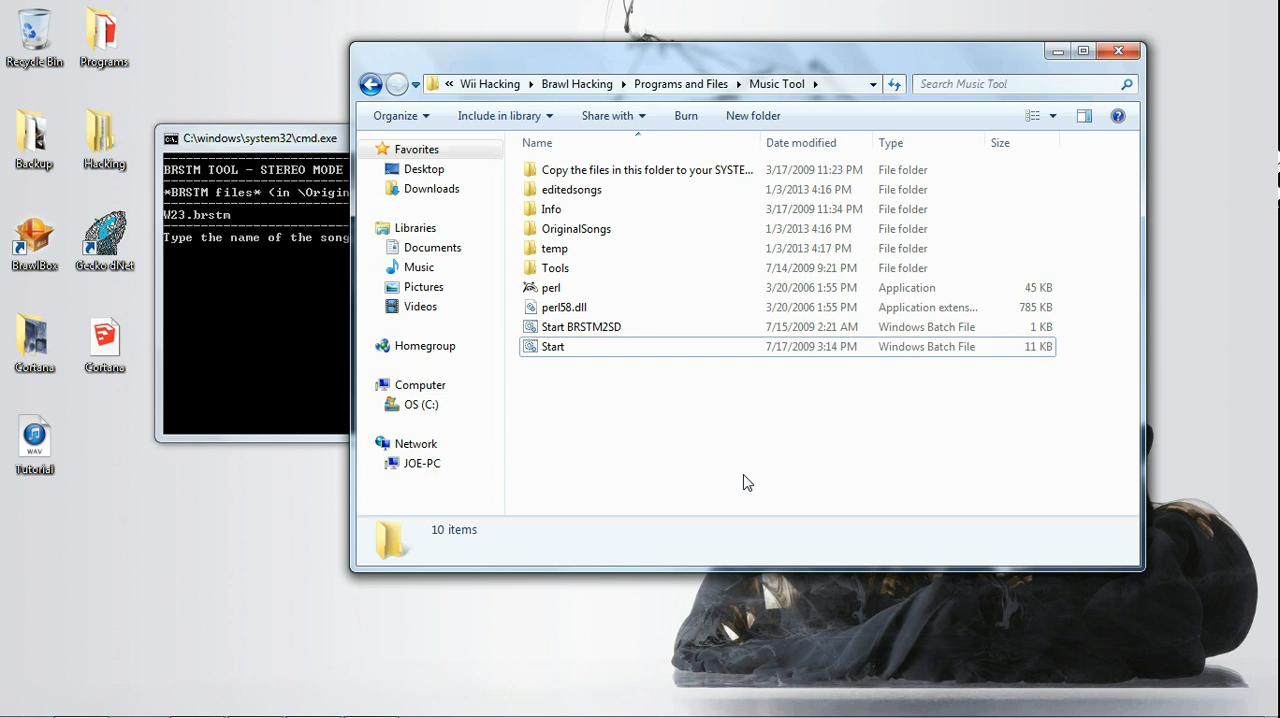 Recycle Bin
Programs
Backup
Hacking
BrawlBox
Gecko dNet
Cortana
Cortana
WAV
Tutorial
C:\windows\system32\cmd.exe
BRSTM TOOL - STEREO MODE
*BRSTM files* (in \Origin
W23.brstm
Type the name of the song
« Wii Hacking Brawl Hacking Programs and Files Music Tool
Search Music Tool
Organize Include in library Share with Burn New folder
Favorites
Desktop
Downloads
Libraries
Documents
Music
Pictures
Videos
Homegroup
Computer
OS (C:)
Network
JOE-PC
Name Date modified Type Size
Copy the files in this folder to your SYSTE... 3/17/2009 11:23 PM File folder
editedsongs 1/3/2013 4:16 PM File folder
Info 3/17/2009 11:34 PM File folder
OriginalSongs 1/3/2013 4:16 PM File folder
temp 1/3/2013 4:17 PM File folder
Tools 7/14/2009 9:21 PM File folder
perl 3/20/2006 1:55 PM Application 45 KB
perl58.dll 3/20/2006 1:55 PM Application extens... 785 KB
Start BRSTM2SD 7/15/2009 2:21 AM Windows Batch File 1 KB
Start 7/17/2009 3:14 PM Windows Batch File 11 KB
10 items